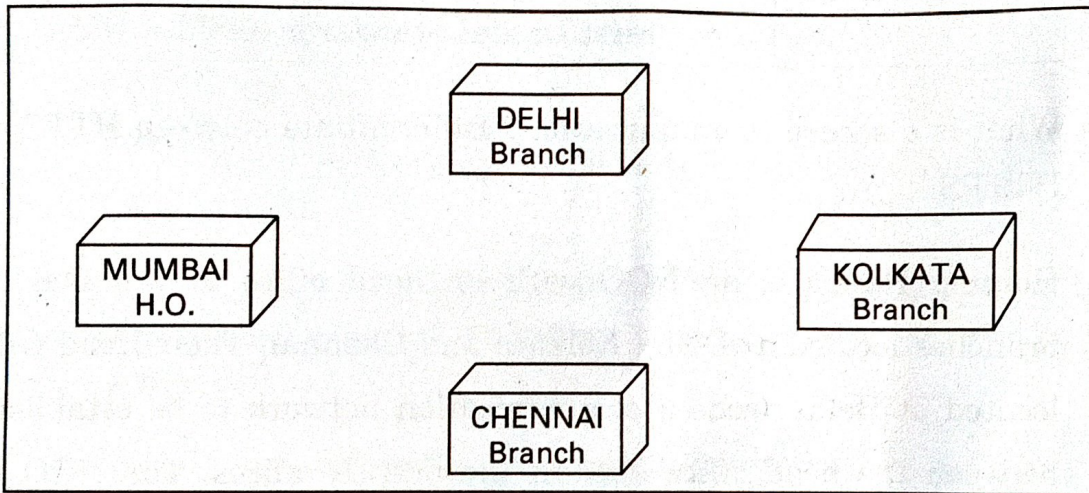 DELHI
Branch
MUMBAI
H.O.
KOLKATA
Branch
CHENNAI
Branch